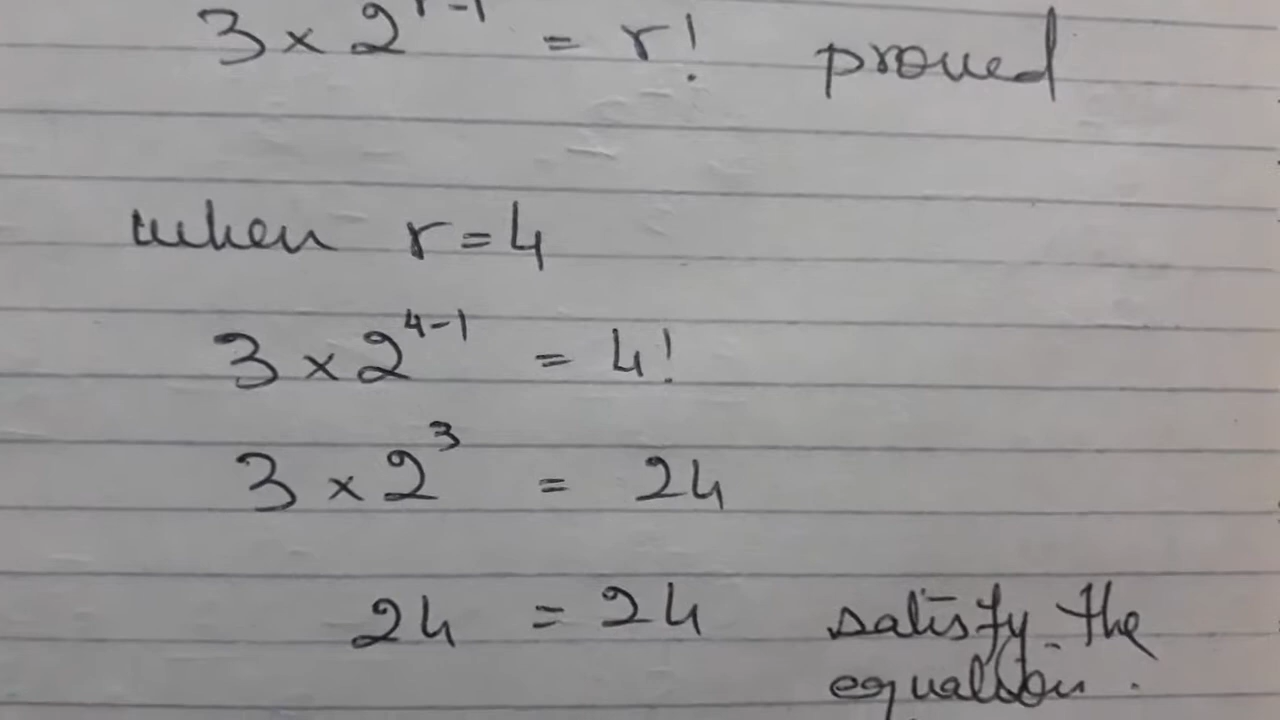 3 × 2^r-1 = r! proved
when r = 4
3 × 2^4-1 = 4!
3 × 2^3 = 24
24 = 24 satisfy the
equation.